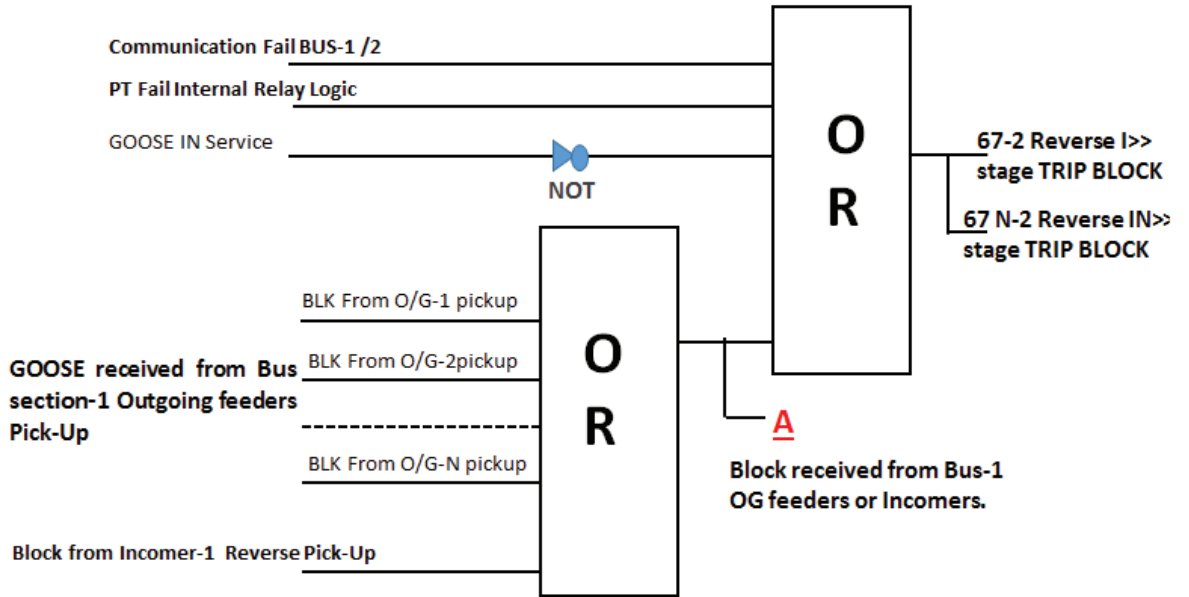 Communication Fail BUS-1 /2
PT Fail Internal Relay Logic
GOOSE IN Service
NOT
O
R
67-2 Reverse I>>
stage TRIP BLOCK
67 N-2 Reverse IN>>
stage TRIP BLOCK
BLK From O/G-1 pickup
BLK From O/G-2pickup
GOOSE received from Bus
section-1 Outgoing feeders
Pick-Up
BLK From O/G-N pickup
Block from Incomer-1 Reverse Pick-Up
O
R
A
Block received from Bus-1
OG feeders or Incomers.